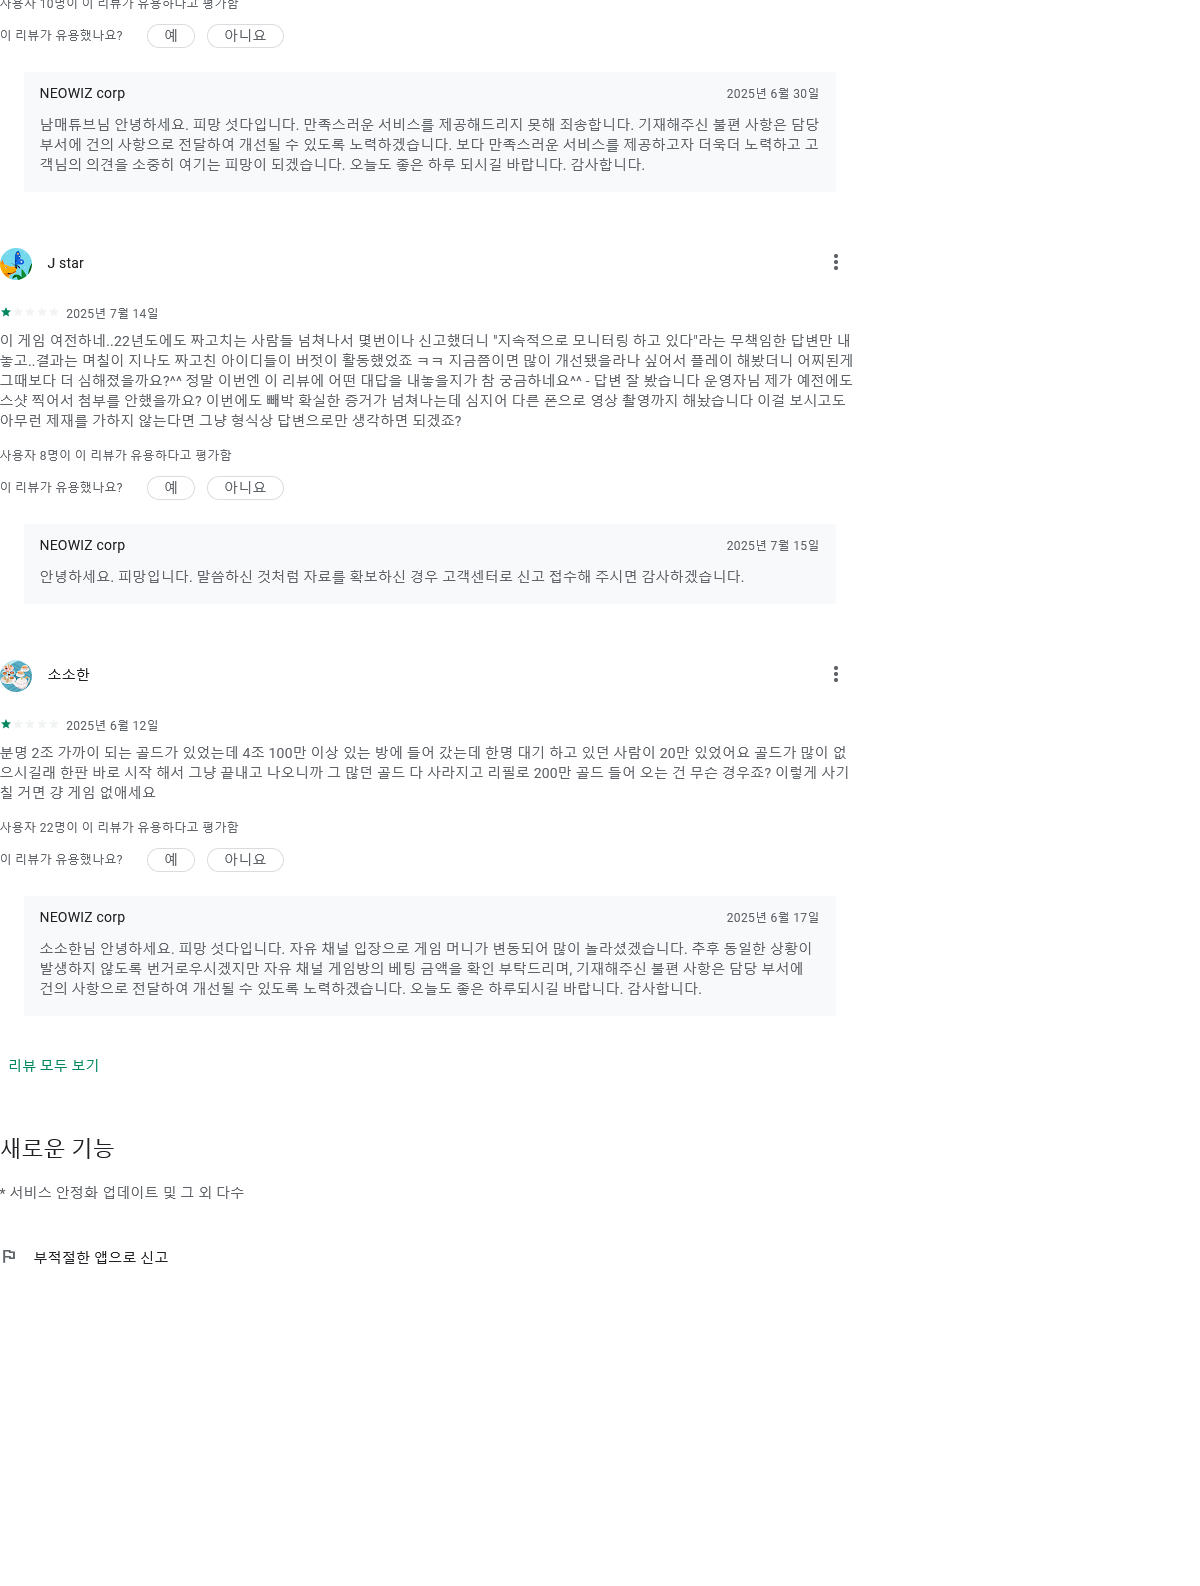 사용자 10명이 이 리뷰가 유용하다고 평가함
이 리뷰가 유용했나요? 예 아니요
NEOWIZ corp 2025년 6월 30일
남매튜브님 안녕하세요. 피망 섯다입니다. 만족스러운 서비스를 제공해드리지 못해 죄송합니다. 기재해주신 불편 사항은 담당
부서에 건의 사항으로 전달하여 개선될 수 있도록 노력하겠습니다. 보다 만족스러운 서비스를 제공하고자 더욱더 노력하고 고
객님의 의견을 소중히 여기는 피망이 되겠습니다. 오늘도 좋은 하루 되시길 바랍니다. 감사합니다.
J star
2025년 7월 14일
이 게임 여전하네..22년도에도 짜고치는 사람들 넘쳐나서 몇번이나 신고했더니 "지속적으로 모니터링 하고 있다"라는 무책임한 답변만 내
놓고..결과는 며칠이 지나도 짜고친 아이디들이 버젓이 활동했었죠 ㅋㅋ 지금쯤이면 많이 개선됐을라나 싶어서 플레이 해봤더니 어찌된게
그때보다 더 심해졌을까요?^^ 정말 이번엔 이 리뷰에 어떤 대답을 내놓을지가 참 궁금하네요^^ - 답변 잘 봤습니다 운영자님 제가 예전에도
스샷 찍어서 첨부를 안했을까요? 이번에도 빼박 확실한 증거가 넘쳐나는데 심지어 다른 폰으로 영상 촬영까지 해놨습니다 이걸 보시고도
아무런 제재를 가하지 않는다면 그냥 형식상 답변으로만 생각하면 되겠죠?
사용자 8명이 이 리뷰가 유용하다고 평가함
이 리뷰가 유용했나요? 예 아니요
NEOWIZ corp 2025년 7월 15일
안녕하세요. 피망입니다. 말씀하신 것처럼 자료를 확보하신 경우 고객센터로 신고 접수해 주시면 감사하겠습니다.
소소한
2025년 6월 12일
분명 2조 가까이 되는 골드가 있었는데 4조 100만 이상 있는 방에 들어 갔는데 한명 대기 하고 있던 사람이 20만 있었어요 골드가 많이 없
으시길래 한판 바로 시작 해서 그냥 끝내고 나오니까 그 많던 골드 다 사라지고 리필로 200만 골드 들어 오는 건 무슨 경우죠? 이렇게 사기
칠 거면 걍 게임 없애세요
사용자 22명이 이 리뷰가 유용하다고 평가함
이 리뷰가 유용했나요? 예 아니요
NEOWIZ corp 2025년 6월 17일
소소한님 안녕하세요. 피망 섯다입니다. 자유 채널 입장으로 게임 머니가 변동되어 많이 놀라셨겠습니다. 추후 동일한 상황이
발생하지 않도록 번거로우시겠지만 자유 채널 게임방의 베팅 금액을 확인 부탁드리며, 기재해주신 불편 사항은 담당 부서에
건의 사항으로 전달하여 개선될 수 있도록 노력하겠습니다. 오늘도 좋은 하루되시길 바랍니다. 감사합니다.
리뷰 모두 보기
새로운 기능
* 서비스 안정화 업데이트 및 그 외 다수
부적절한 앱으로 신고